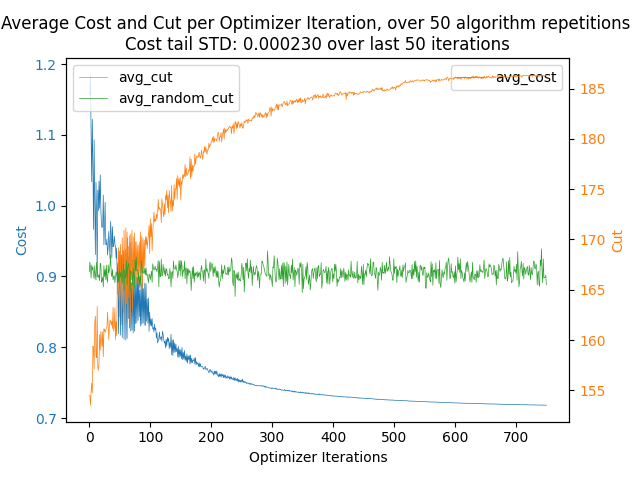 Average Cost and Cut per Optimizer Iteration, over 50 algorithm repetitions
Cost tail STD: 0.000230 over last 50 iterations
avg_cut
avg_random_cut
avg_cost
Cost
1.2
1.1
1.0
0.9
0.8
0.7
185
180
175
170
165
160
155
Cut
0 100 200 300 400 500 600 700
Optimizer Iterations